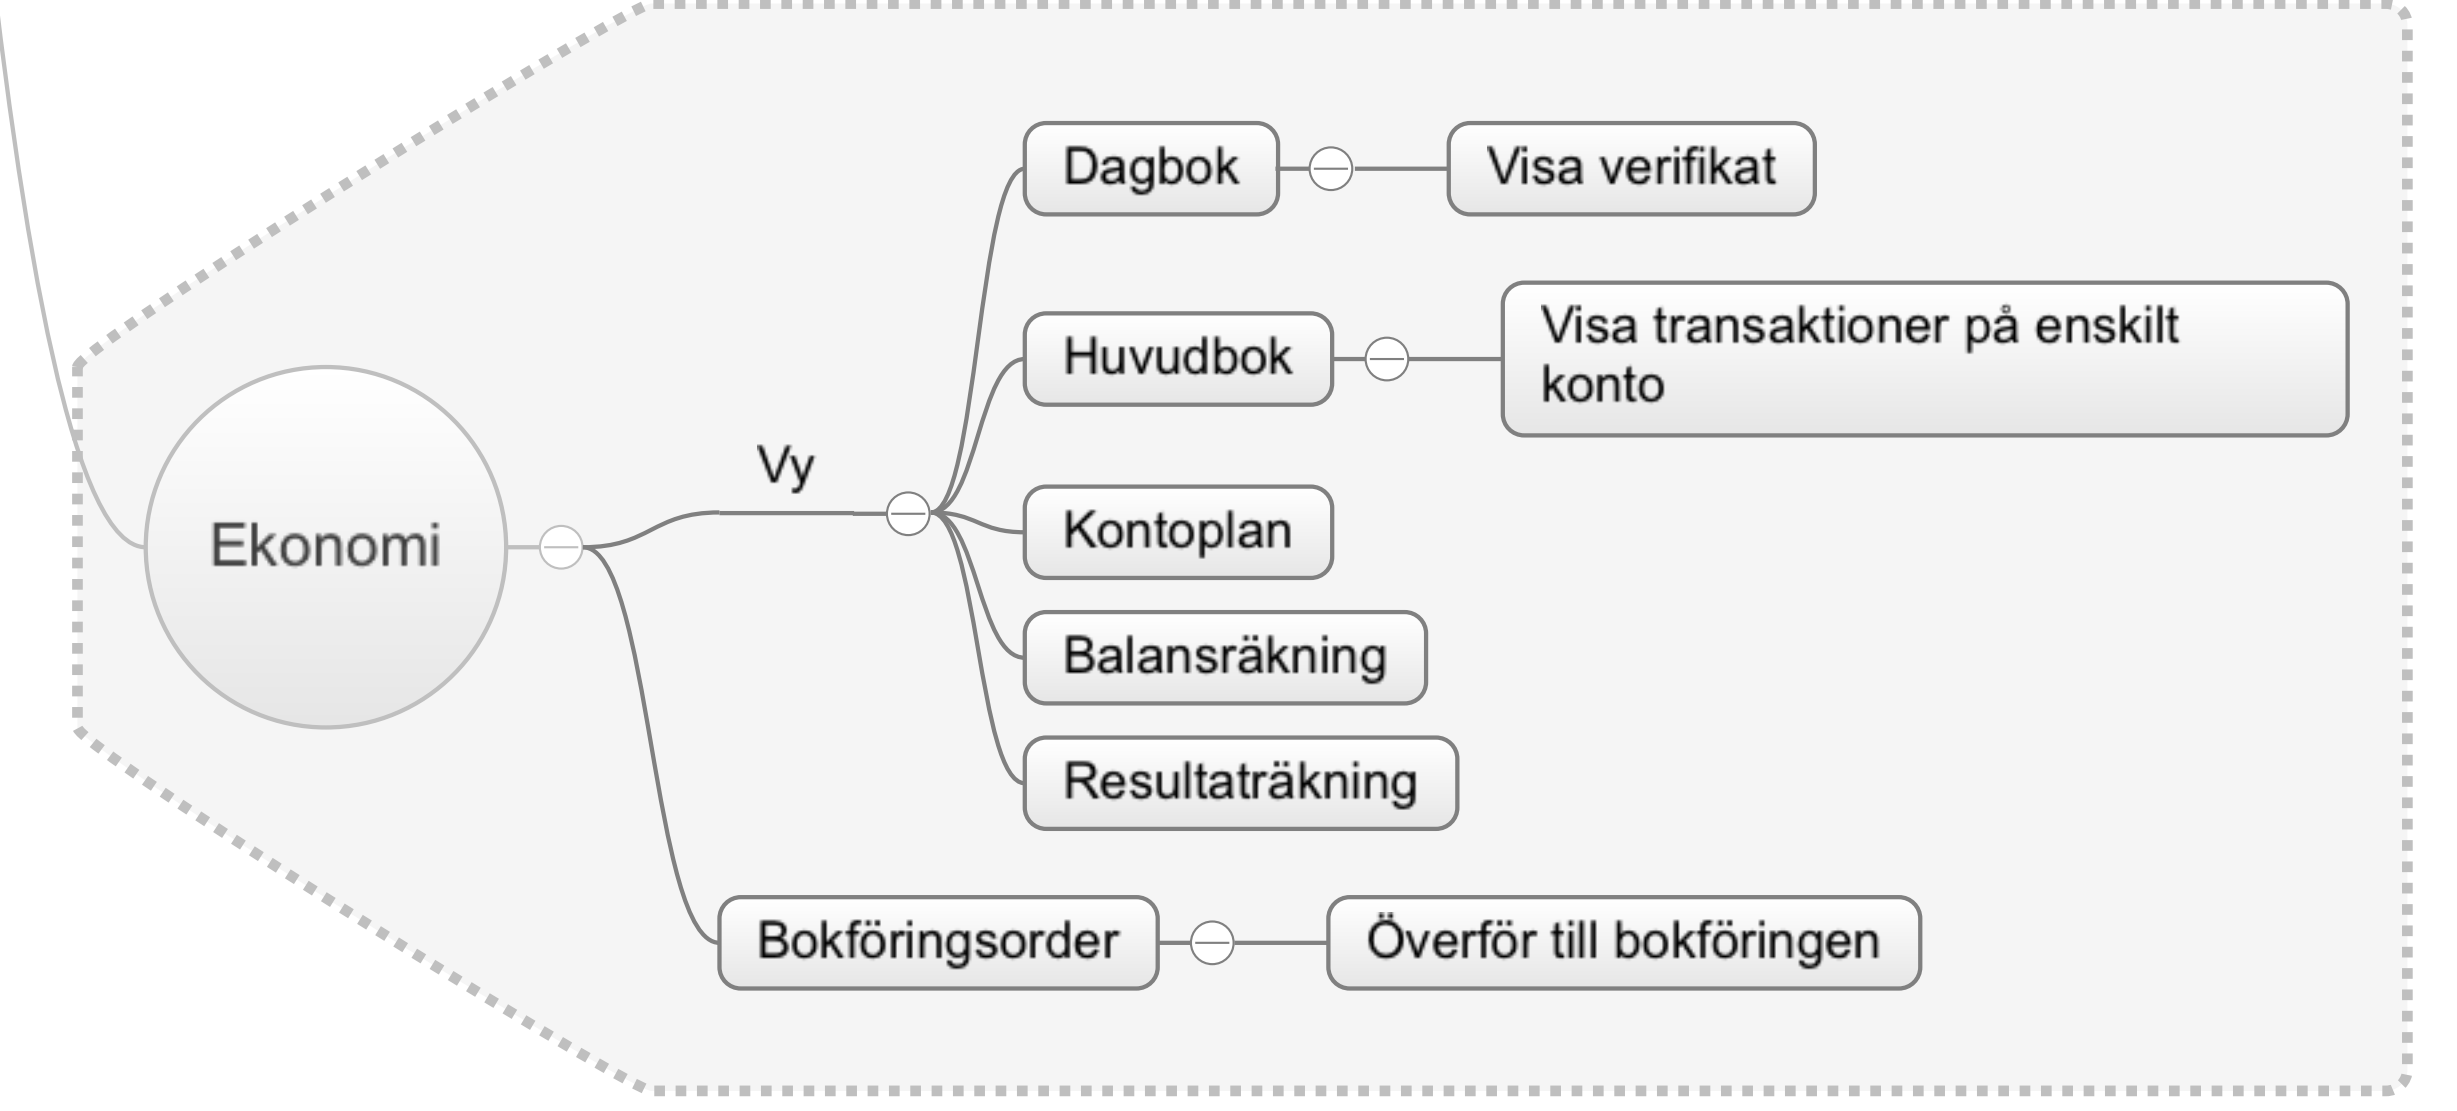 Ekonomi
Vy
Dagbok
Visa verifikat
Huvudbok
Visa transaktioner på enskilt
konto
Kontoplan
Balansräkning
Resultaträkning
Bokföringsorder
Överför till bokföringen